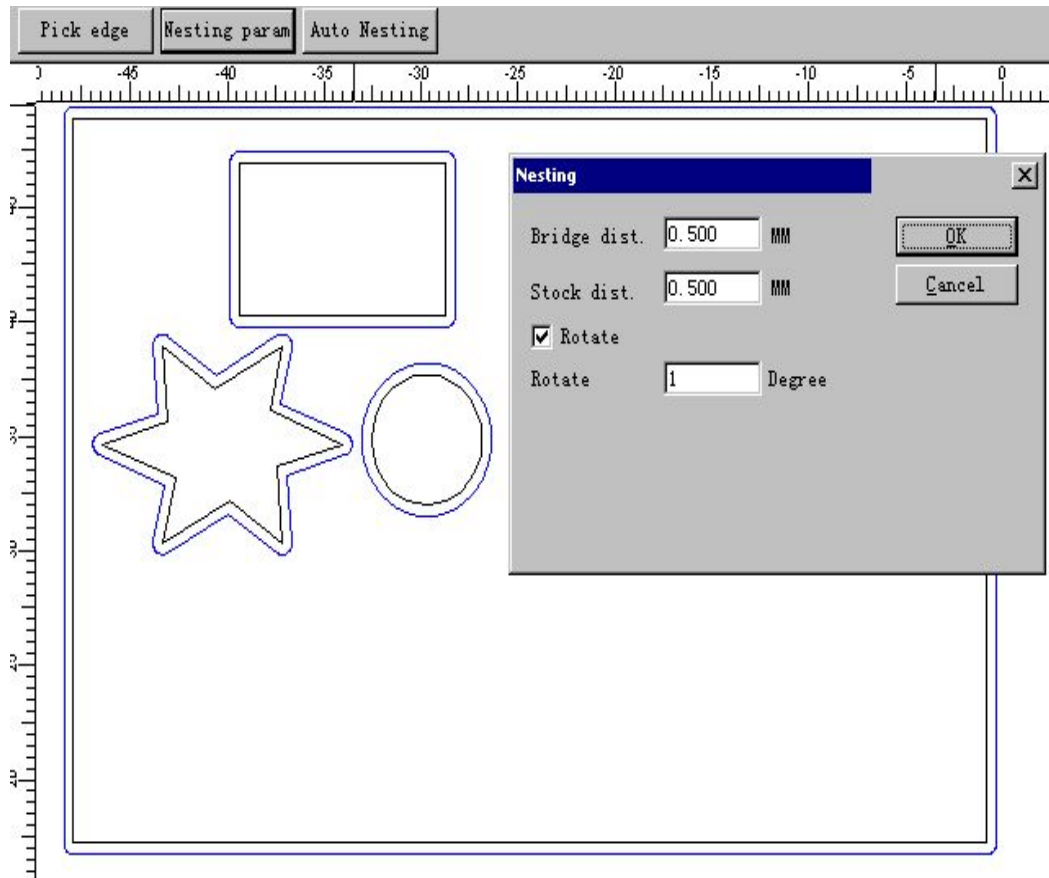 Pick edge Nesting param Auto Nesting
-45 -40 -35 -30 -25 -20 -15 -10 -5 0
Nesting
Bridge dist. 0.500 MM OK
Stock dist. 0.500 MM Cancel
Rotate
Rotate 1 Degree